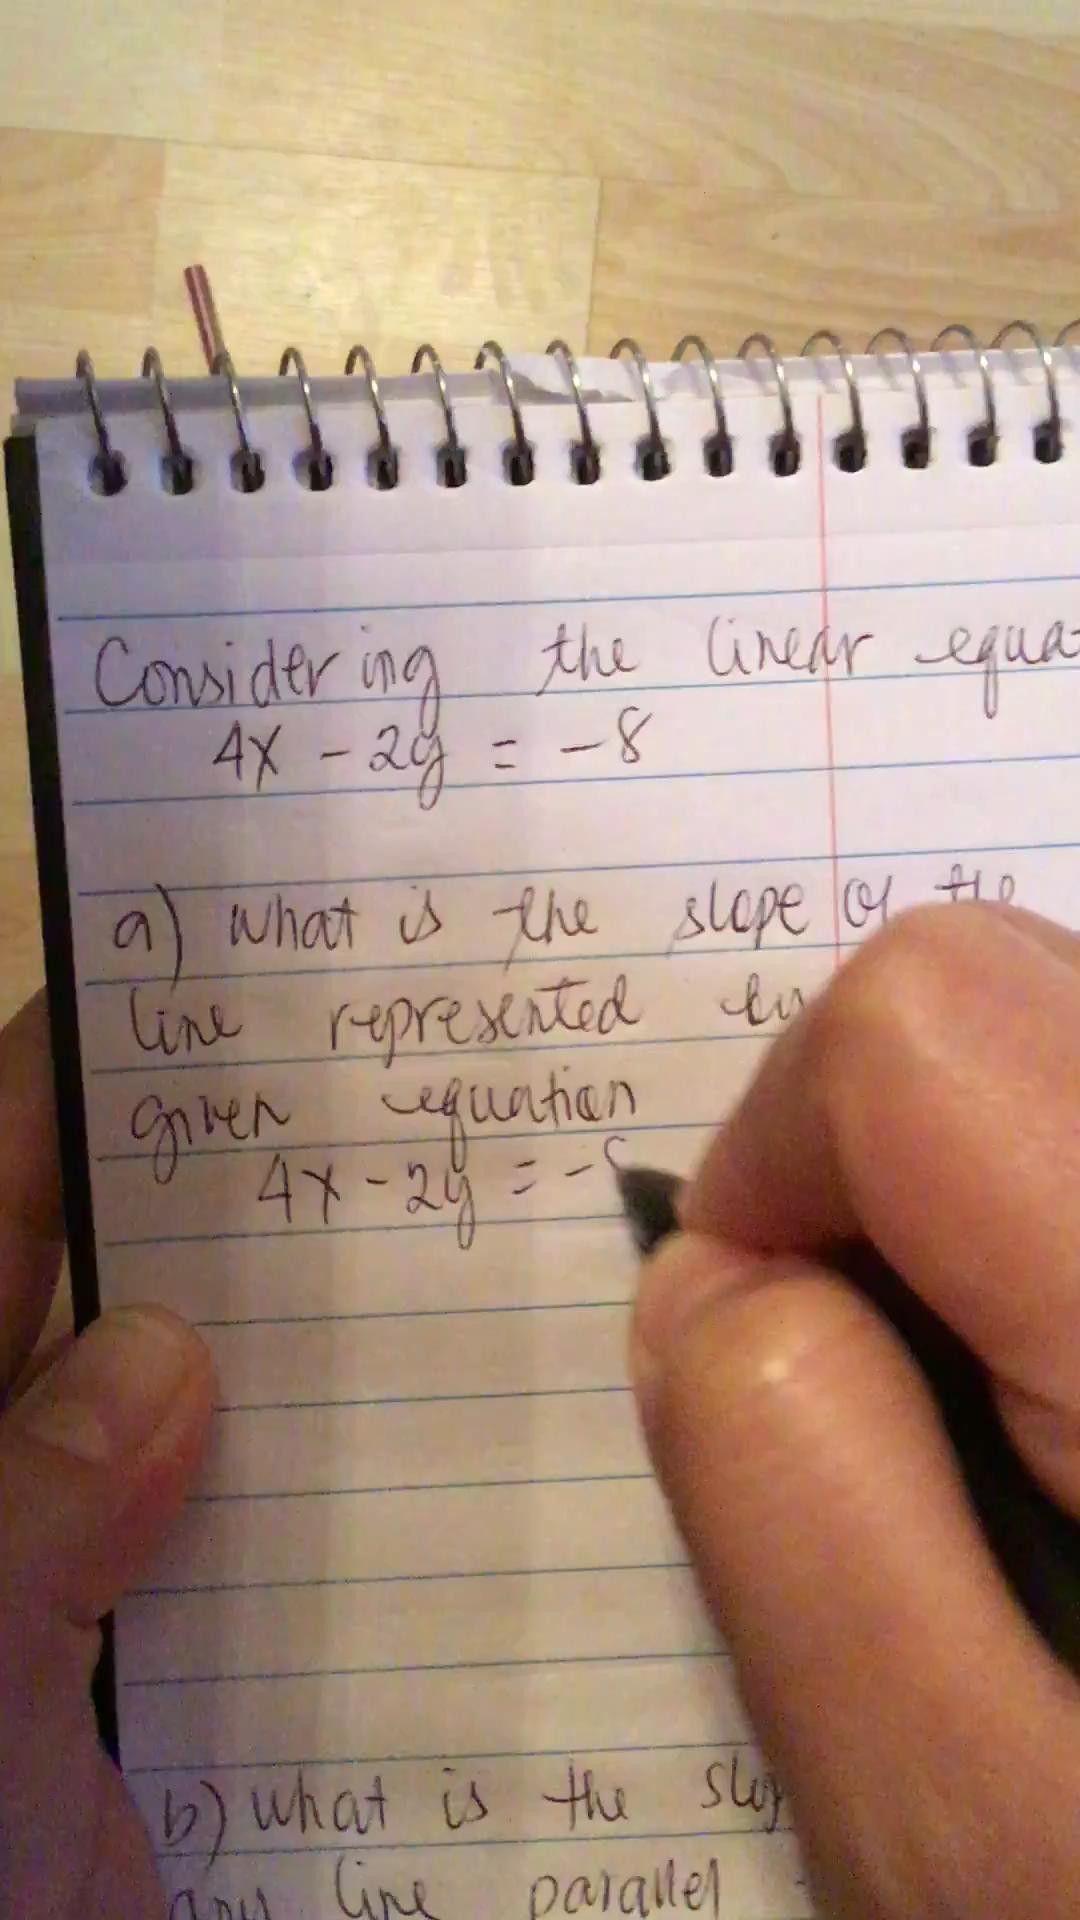 Considering the linear equa
4x - 2y = -8
a) what is the slope of the
line represented by
given equation
4x - 2y = -
b) what is the
any line parallel